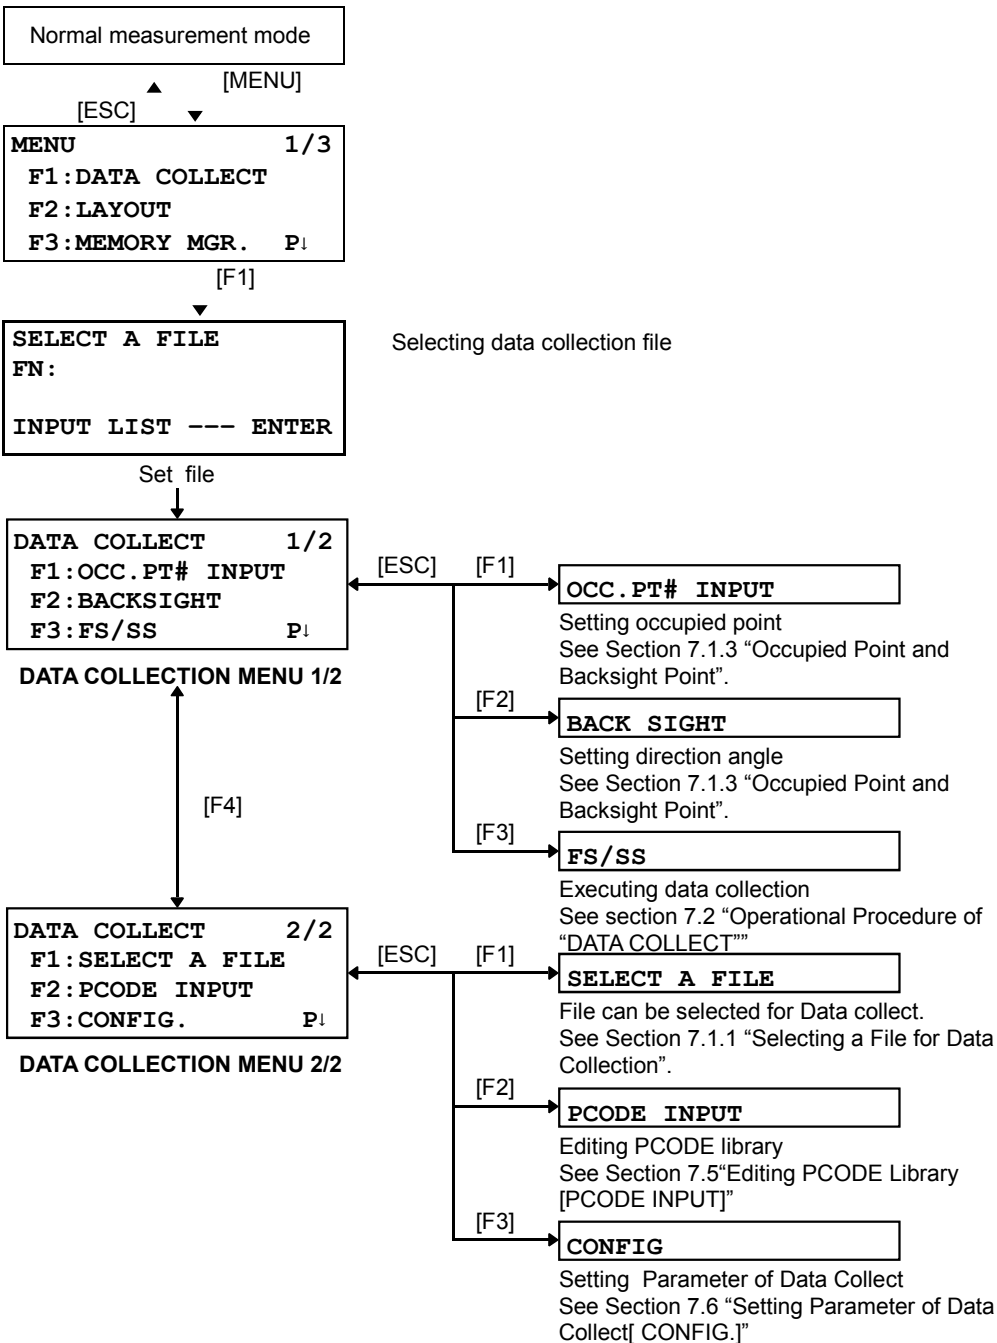 Normal measurement mode
[MENU]
[ESC]
MENU 1/3
F1:DATA COLLECT
F2:LAYOUT
F3:MEMORY MGR. P↓
[F1]
SELECT A FILE
FN:
INPUT LIST --- ENTER
Selecting data collection file
Set file
DATA COLLECT 1/2
F1:OCC.PT# INPUT
F2:BACKSIGHT
F3:FS/SS P↓
DATA COLLECTION MENU 1/2
[ESC] [F1]
OCC.PT# INPUT
Setting occupied point
See Section 7.1.3 “Occupied Point and
Backsight Point”.
[F2]
BACK SIGHT
Setting direction angle
See Section 7.1.3 “Occupied Point and
Backsight Point”.
[F3]
FS/SS
Executing data collection
See section 7.2 “Operational Procedure of
“DATA COLLECT””
[F4]
DATA COLLECT 2/2
F1:SELECT A FILE
F2:PCODE INPUT
F3:CONFIG. P↓
DATA COLLECTION MENU 2/2
[ESC] [F1]
SELECT A FILE
File can be selected for Data collect.
See Section 7.1.1 “Selecting a File for Data
Collection”.
[F2]
PCODE INPUT
Editing PCODE library
See Section 7.5“Editing PCODE Library
[PCODE INPUT]”
[F3]
CONFIG
Setting Parameter of Data Collect
See Section 7.6 “Setting Parameter of Data
Collect[ CONFIG.]”